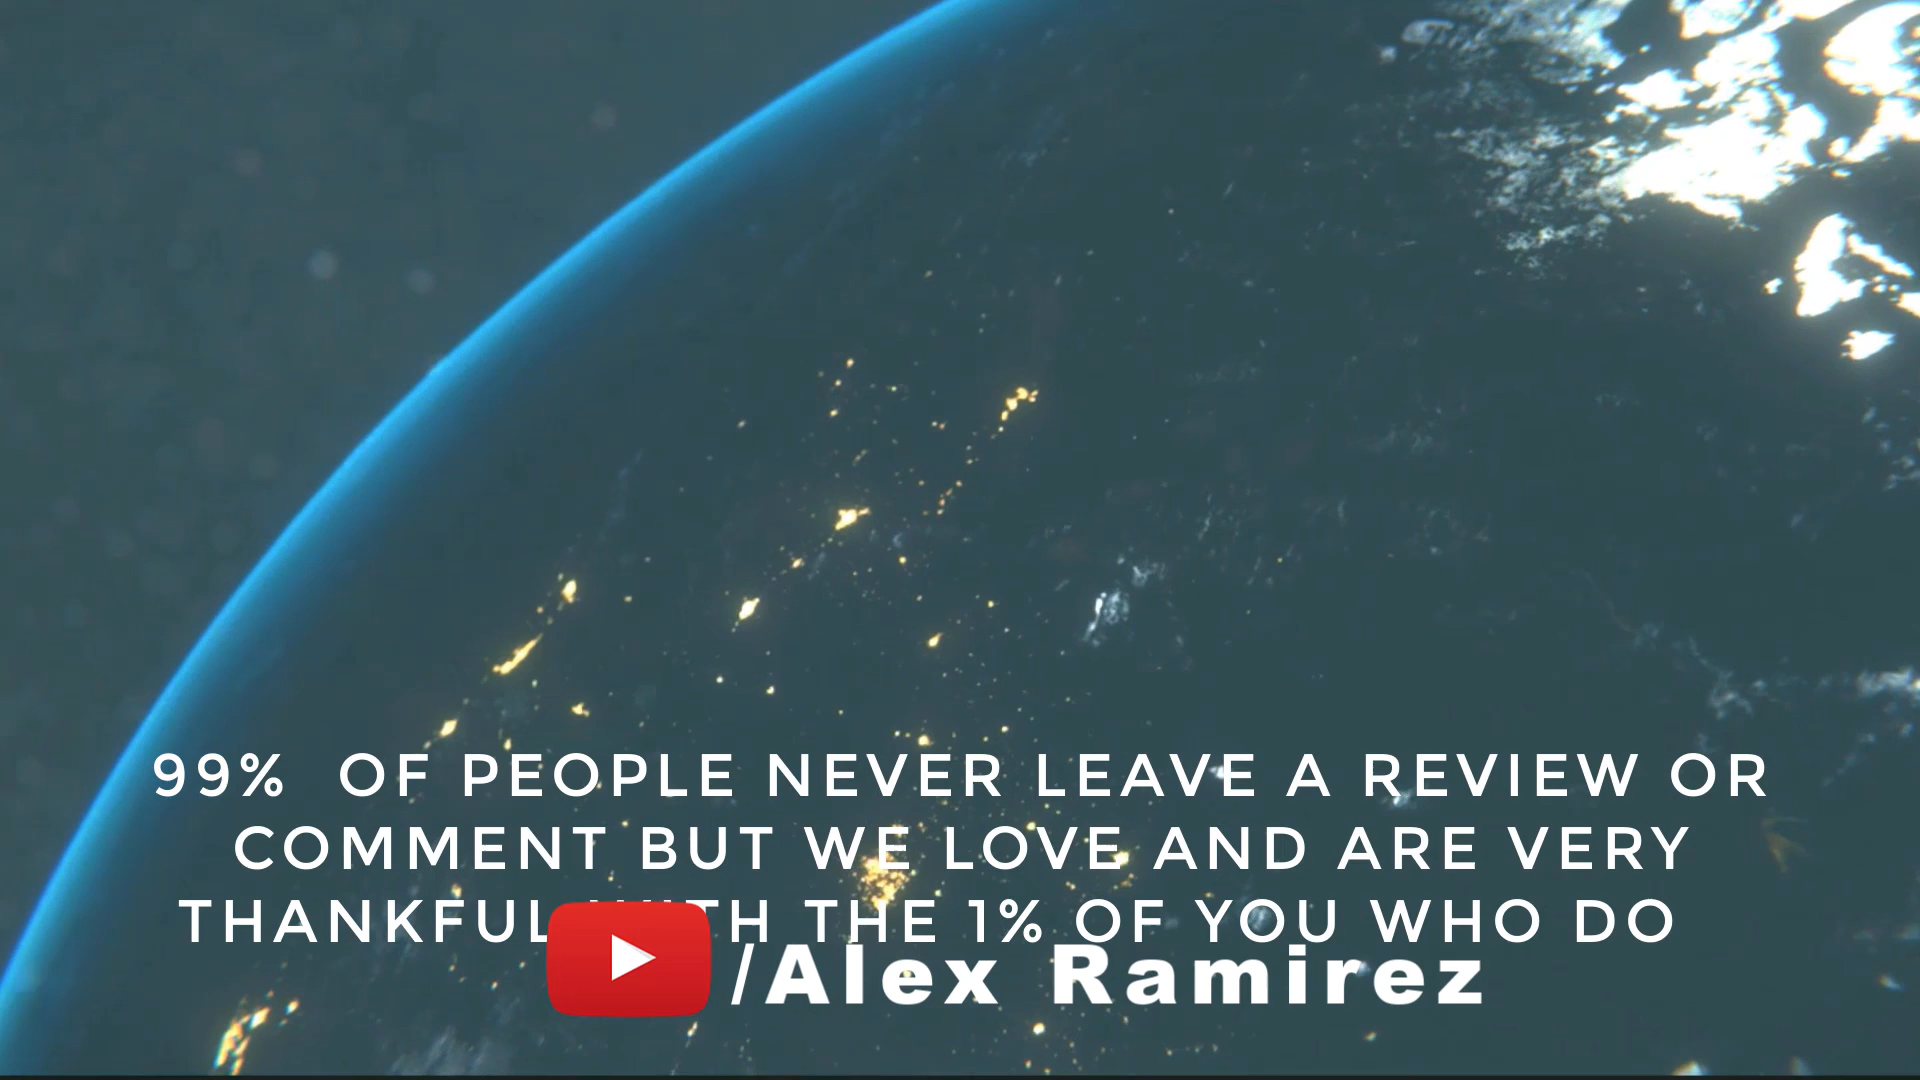 99% OF PEOPLE NEVER LEAVE A REVIEW OR
COMMENT BUT WE LOVE AND ARE VERY
THANKFUL WITH THE 1% OF YOU WHO DO
/Alex Ramirez